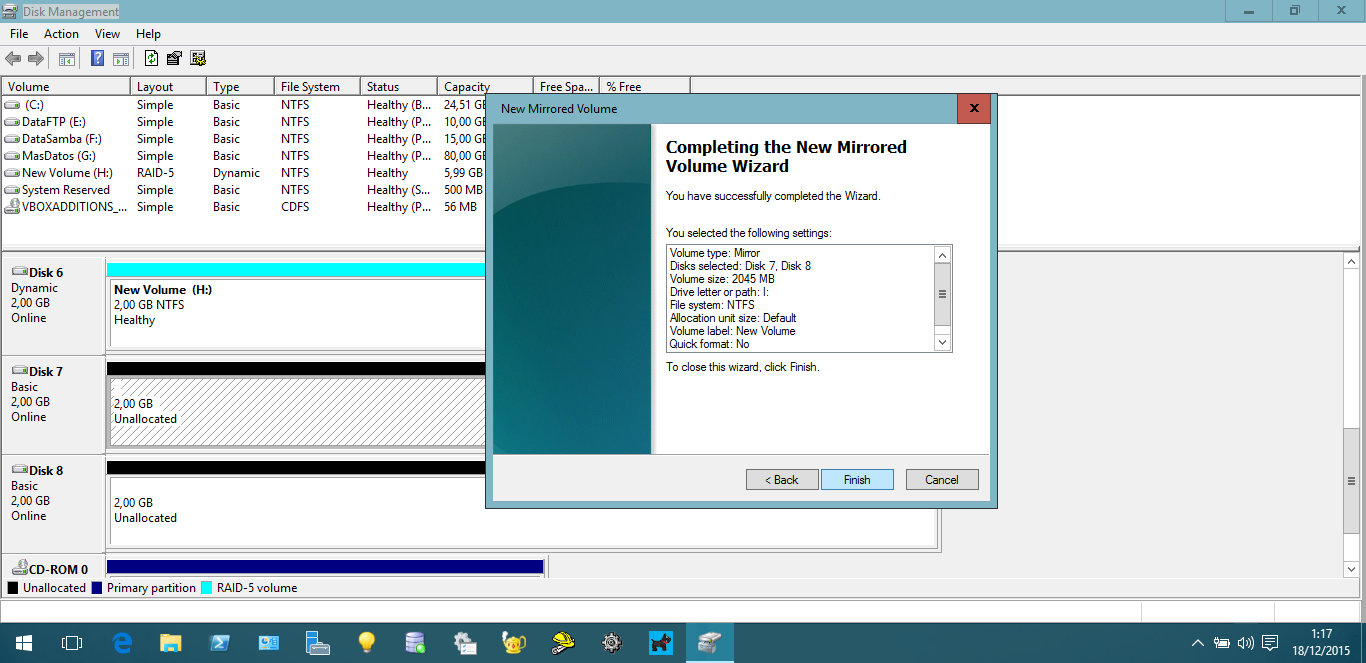 Disk Management
File Action View Help
Volume Layout Type File System Status Capacity Free Spa... % Free
(C:) Simple Basic NTFS Healthy (B... 24,51 GB
DataFTP (E:) Simple Basic NTFS Healthy (P... 10,00 GB
DataSamba (F:) Simple Basic NTFS Healthy (P... 15,00 GB
MasDatos (G:) Simple Basic NTFS Healthy (P... 80,00 GB
New Volume (H:) RAID-5 Dynamic NTFS Healthy 5,99 GB
System Reserved Simple Basic NTFS Healthy (S... 500 MB
VBOXADDITIONS_... Simple Basic CDFS Healthy (P... 56 MB
New Mirrored Volume
Completing the New Mirrored
Volume Wizard
You have successfully completed the Wizard.
You selected the following settings:
Volume type: Mirror
Disks selected: Disk 7, Disk 8
Volume size: 2045 MB
Drive letter or path: I:
File system: NTFS
Allocation unit size: Default
Volume label: New Volume
Quick format: No
To close this wizard, click Finish.
< Back Finish Cancel
Disk 6
Dynamic
2,00 GB
Online
New Volume (H:)
2,00 GB NTFS
Healthy
Disk 7
Basic
2,00 GB
Online
2,00 GB
Unallocated
Disk 8
Basic
2,00 GB
Online
2,00 GB
Unallocated
CD-ROM 0
Unallocated Primary partition RAID-5 volume
1:17
18/12/2015